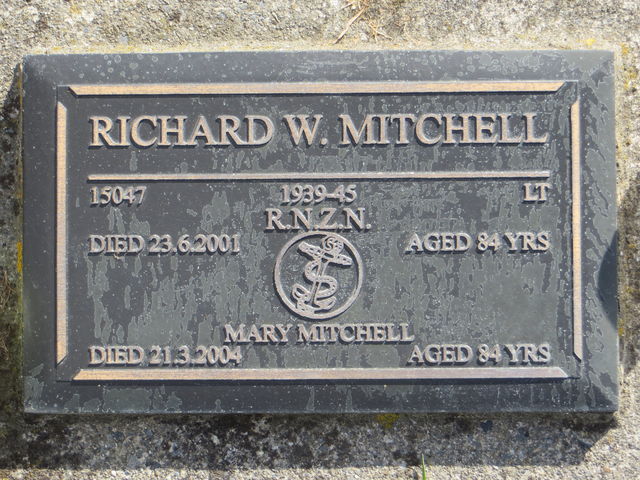 RICHARD W. MITCHELL
15047 1939-45 LT
R.N.Z.N.
DIED 23.6.2001 AGED 84 YRS
MARY MITCHELL
DIED 21.3.2004 AGED 84 YRS